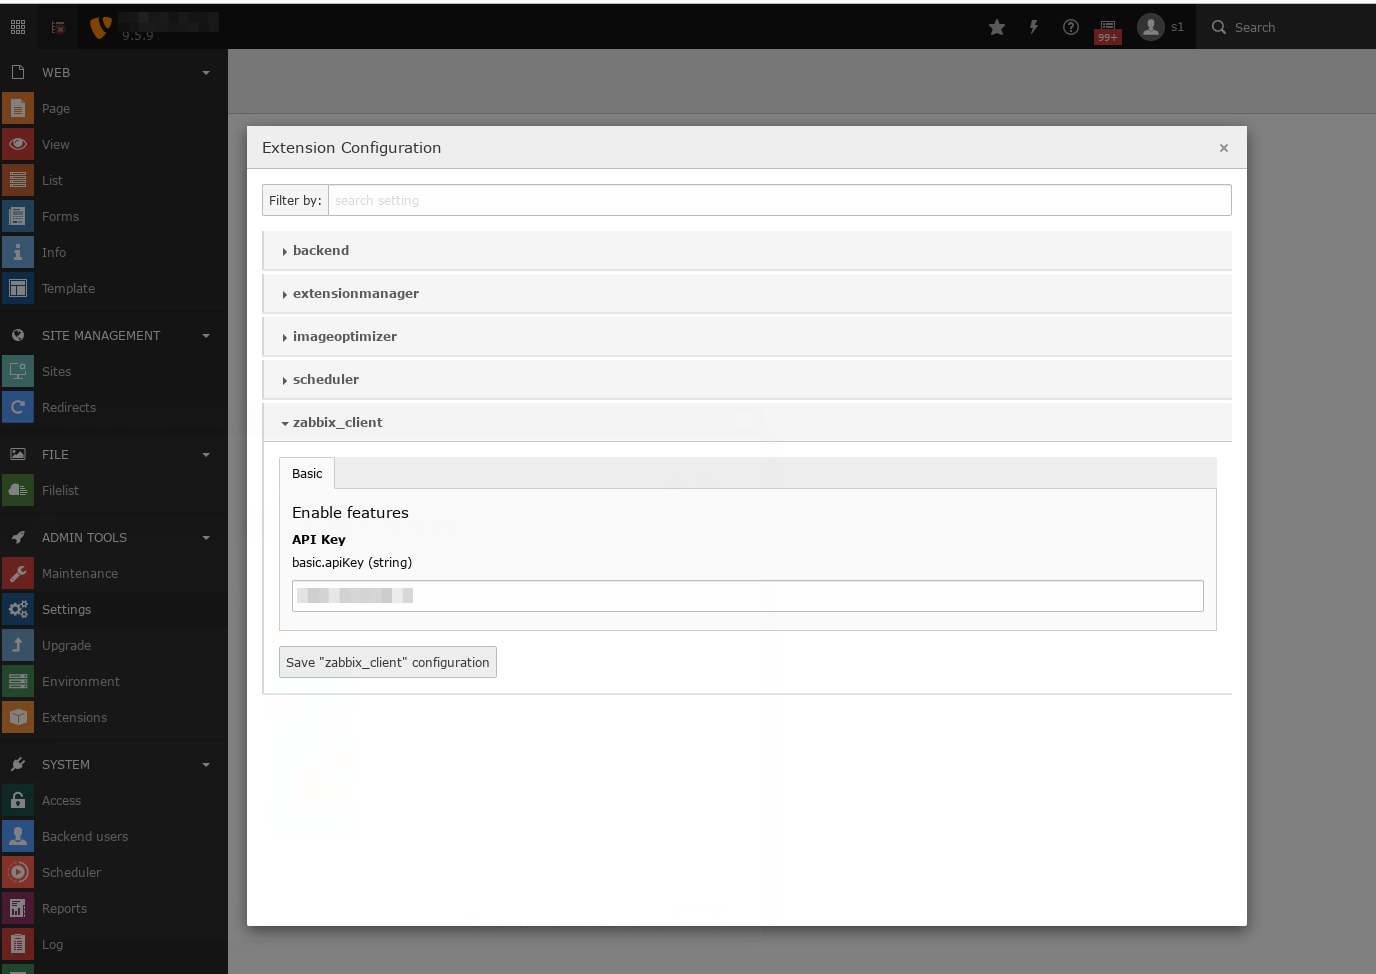 9.5.9
99+
s1
Search
WEB
Page
View
List
Forms
Info
Template
SITE MANAGEMENT
Sites
Redirects
FILE
Filelist
ADMIN TOOLS
Maintenance
Settings
Upgrade
Environment
Extensions
SYSTEM
Access
Backend users
Scheduler
Reports
Log
Extension Configuration
×
Filter by:
search setting
backend
extensionmanager
imageoptimizer
scheduler
zabbix_client
Basic
Enable features
API Key
basic.apiKey (string)
Save "zabbix_client" configuration